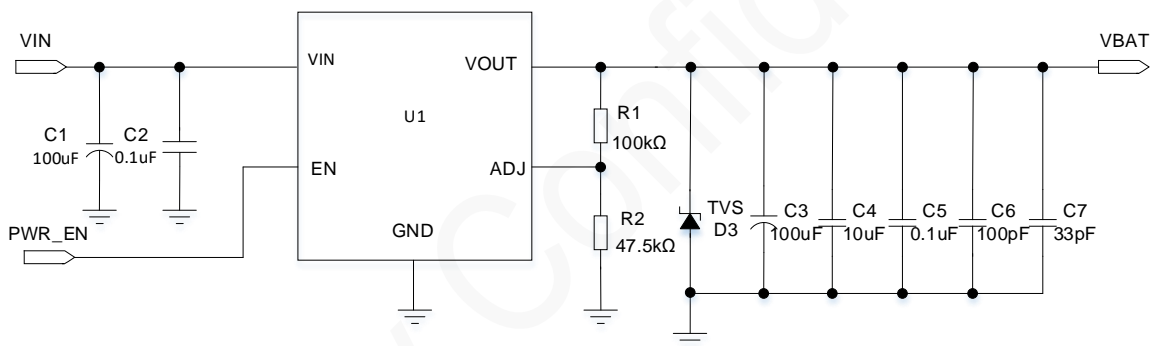 VIN
VBAT
VIN
VOUT
U1
C1
100uF
C2
0.1uF
R1
100kΩ
EN
ADJ
PWR_EN
GND
R2
47.5kΩ
TVS
D3
C3
100uF
C4
10uF
C5
0.1uF
C6
100pF
C7
33pF